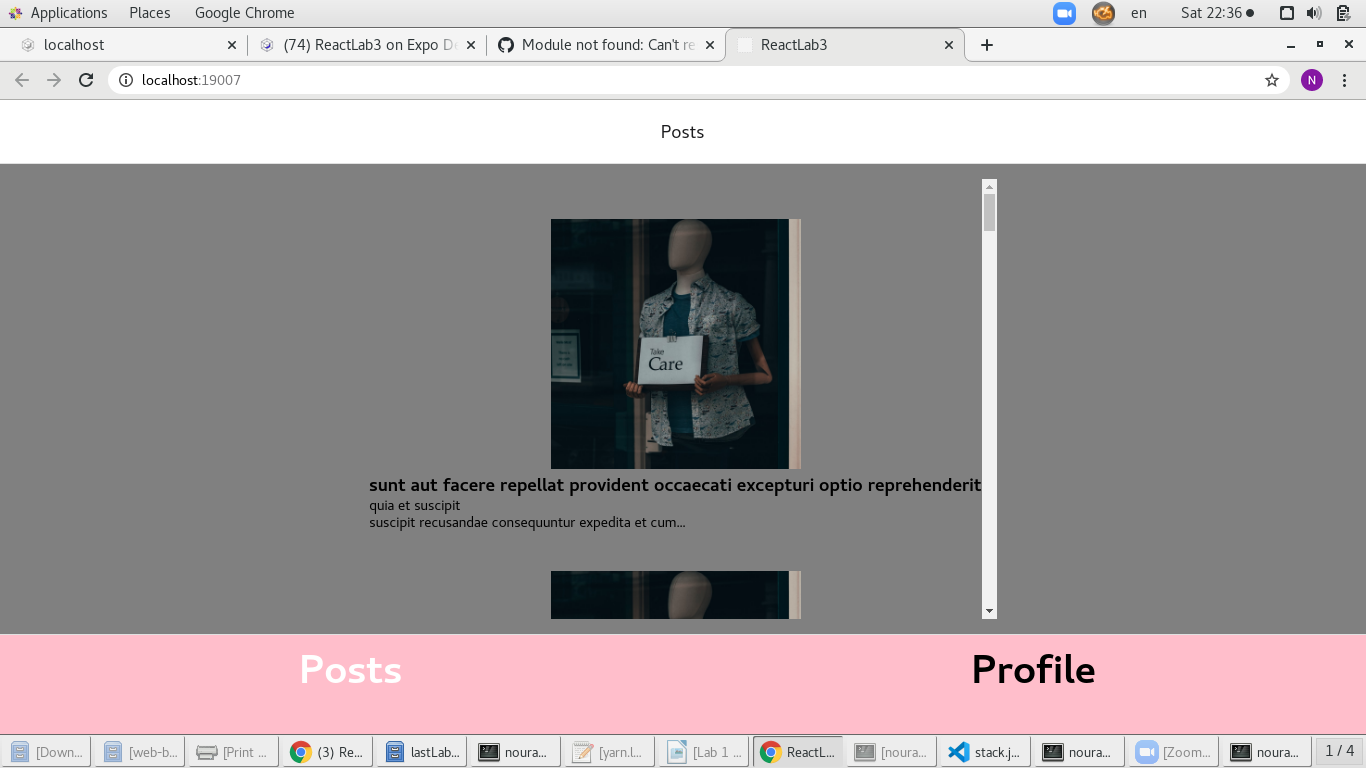 Applications Places Google Chrome en Sat 22:36
localhost (74) ReactLab3 on Expo De Module not found: Can't re ReactLab3
localhost:19007 N
Posts
Take
Care
sunt aut facere repellat provident occaecati excepturi optio reprehenderit
quia et suscipit
suscipit recusandae consequuntur expedita et cum...
Posts Profile
[Down... [web-b... [Print ... (3) Re... lastLab... noura... [yarn.l... [Lab 1 ... ReactL... [noura... stack.j... noura... [Zoom... noura... 1 / 4